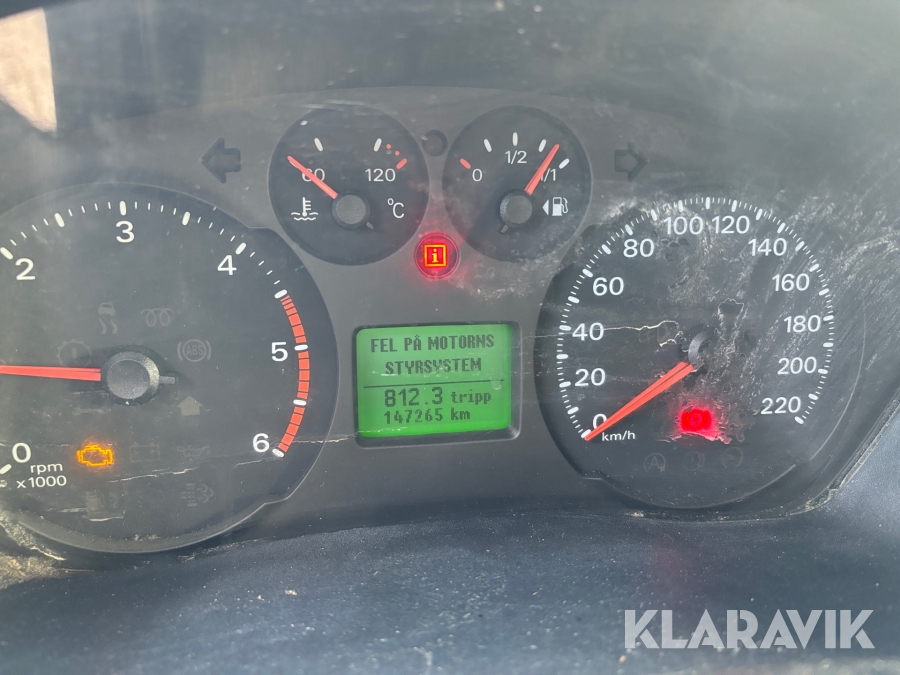 60
120
°C
0
1/2
1/1
i
2
3
4
5
6
0
rpm
x1000
FEL PÅ MOTORNS
STYRSYSTEM
812.3 tripp
147265 km
0
20
40
60
80
100
120
140
160
180
200
220
km/h
KLARAVIK